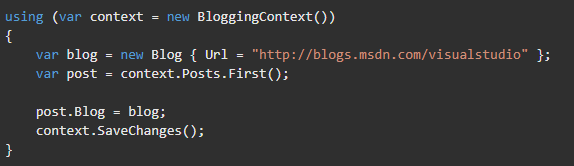 using (var context = new BloggingContext())
{
    var blog = new Blog { Url = "http://blogs.msdn.com/visualstudio" };
    var post = context.Posts.First();

    post.Blog = blog;
    context.SaveChanges();
}